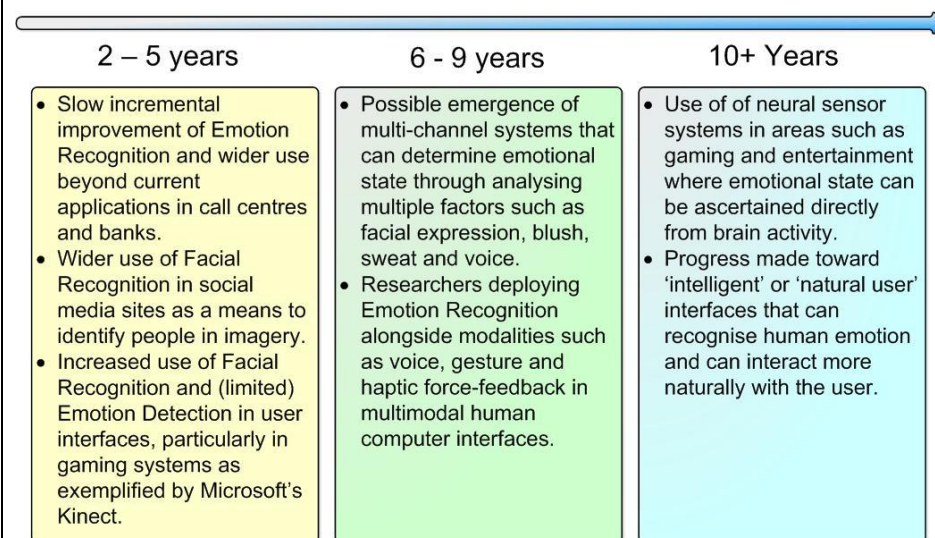 2 – 5 years
• Slow incremental
improvement of Emotion
Recognition and wider use
beyond current
applications in call centres
and banks.
• Wider use of Facial
Recognition in social
media sites as a means to
identify people in imagery.
• Increased use of Facial
Recognition and (limited)
Emotion Detection in user
interfaces, particularly in
gaming systems as
exemplified by Microsoft's
Kinect.
6 - 9 years
• Possible emergence of
multi-channel systems that
can determine emotional
state through analysing
multiple factors such as
facial expression, blush,
sweat and voice.
• Researchers deploying
Emotion Recognition
alongside modalities such
as voice, gesture and
haptic force-feedback in
multimodal human
computer interfaces.
10+ Years
• Use of of neural sensor
systems in areas such as
gaming and entertainment
where emotional state can
be ascertained directly
from brain activity.
• Progress made toward
'intelligent' or 'natural user'
interfaces that can
recognise human emotion
and can interact more
naturally with the user.